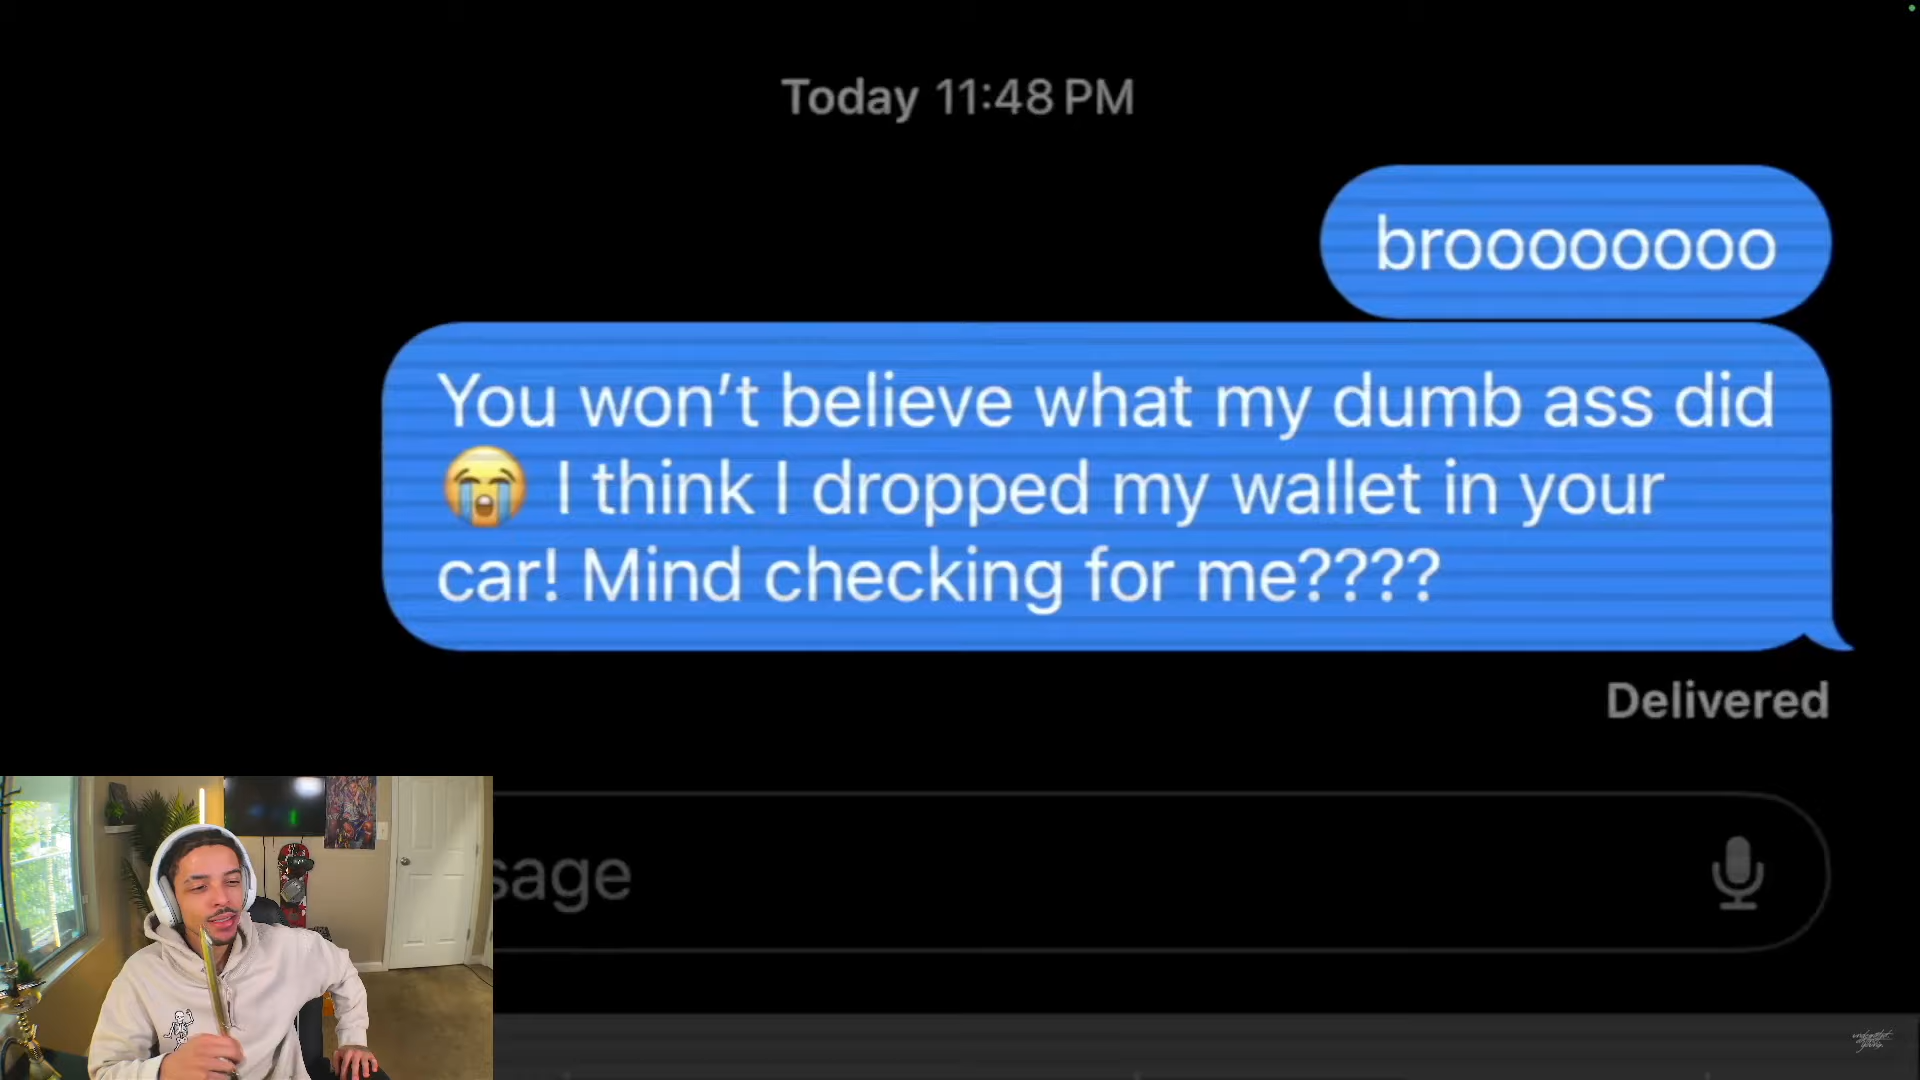 Today 11:48 PM
broooooooo
You won't believe what my dumb ass did
😭 I think I dropped my wallet in your
car! Mind checking for me????
Delivered
sage